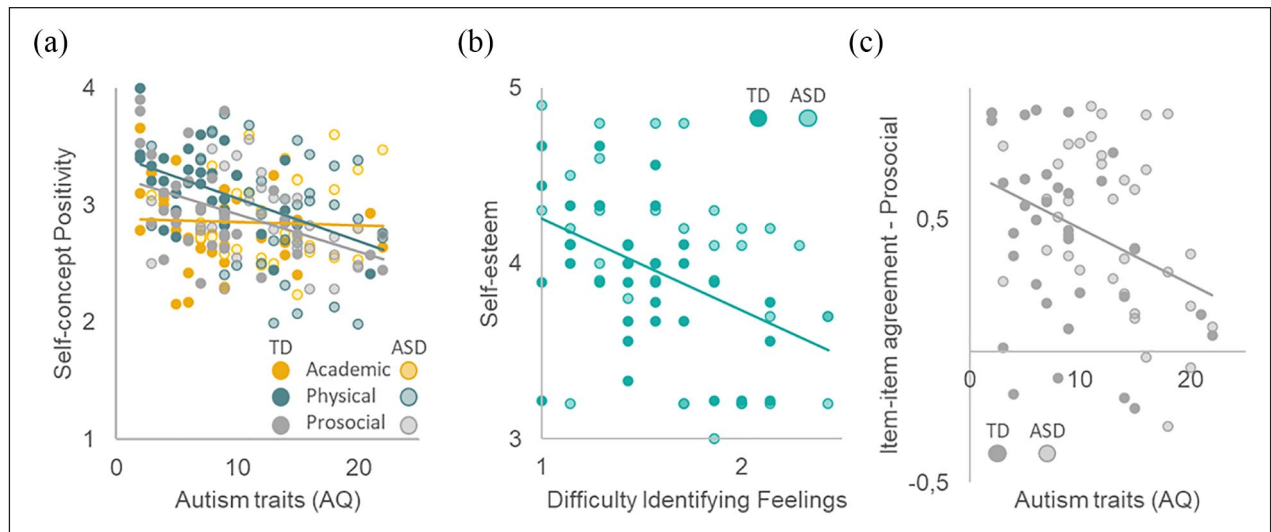 (a)
4
3
2
1
0
10
20
Self-concept Positivity
Autism traits (AQ)
TD ASD
Academic
Physical
Prosocial
(b)
5
4
3
1
2
Self-esteem
Difficulty Identifying Feelings
TD ASD
(c)
0,5
-0,5
0
10
20
Item-item agreement - Prosocial
Autism traits (AQ)
TD ASD